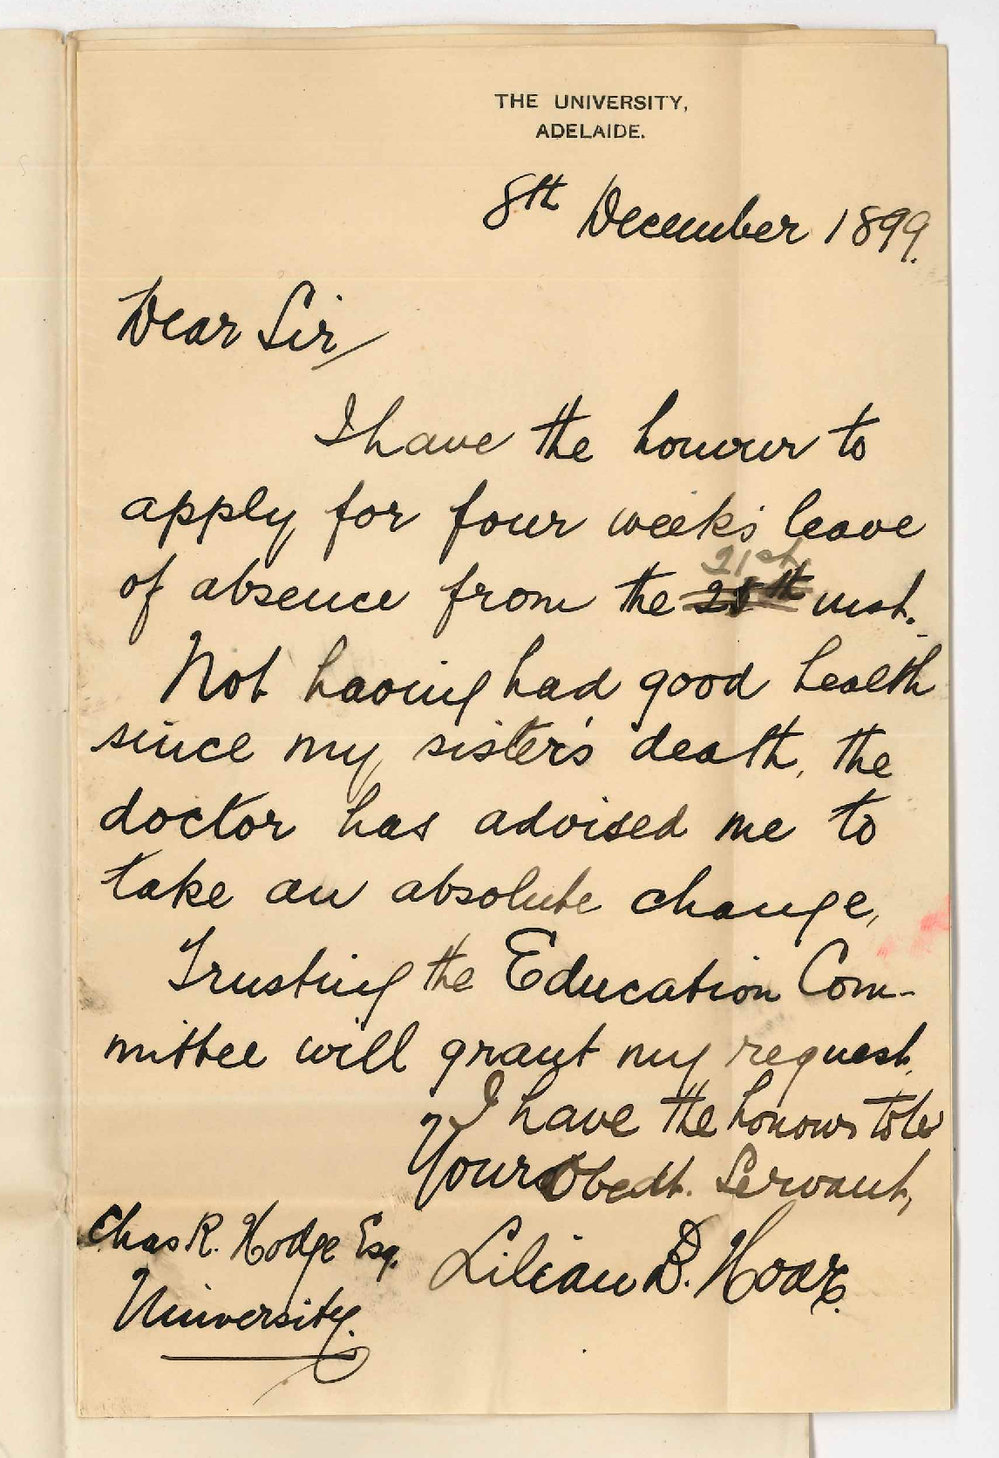 THE UNIVERSITY,
ADELAIDE.
8th December 1899.
Dear Sir,
I have the honour to
apply for four weeks' leave
21st
of absence from the 28th inst.
Not having had good health
since my sister's death, the
doctor has advised me to
take an absolute change,
Trusting the Education Com-
mittee will grant my request.
I have the honour to be
Yours Obedt. Servant,
Chas R. Hodge Esq.
Lilian B. Hoar.
University.